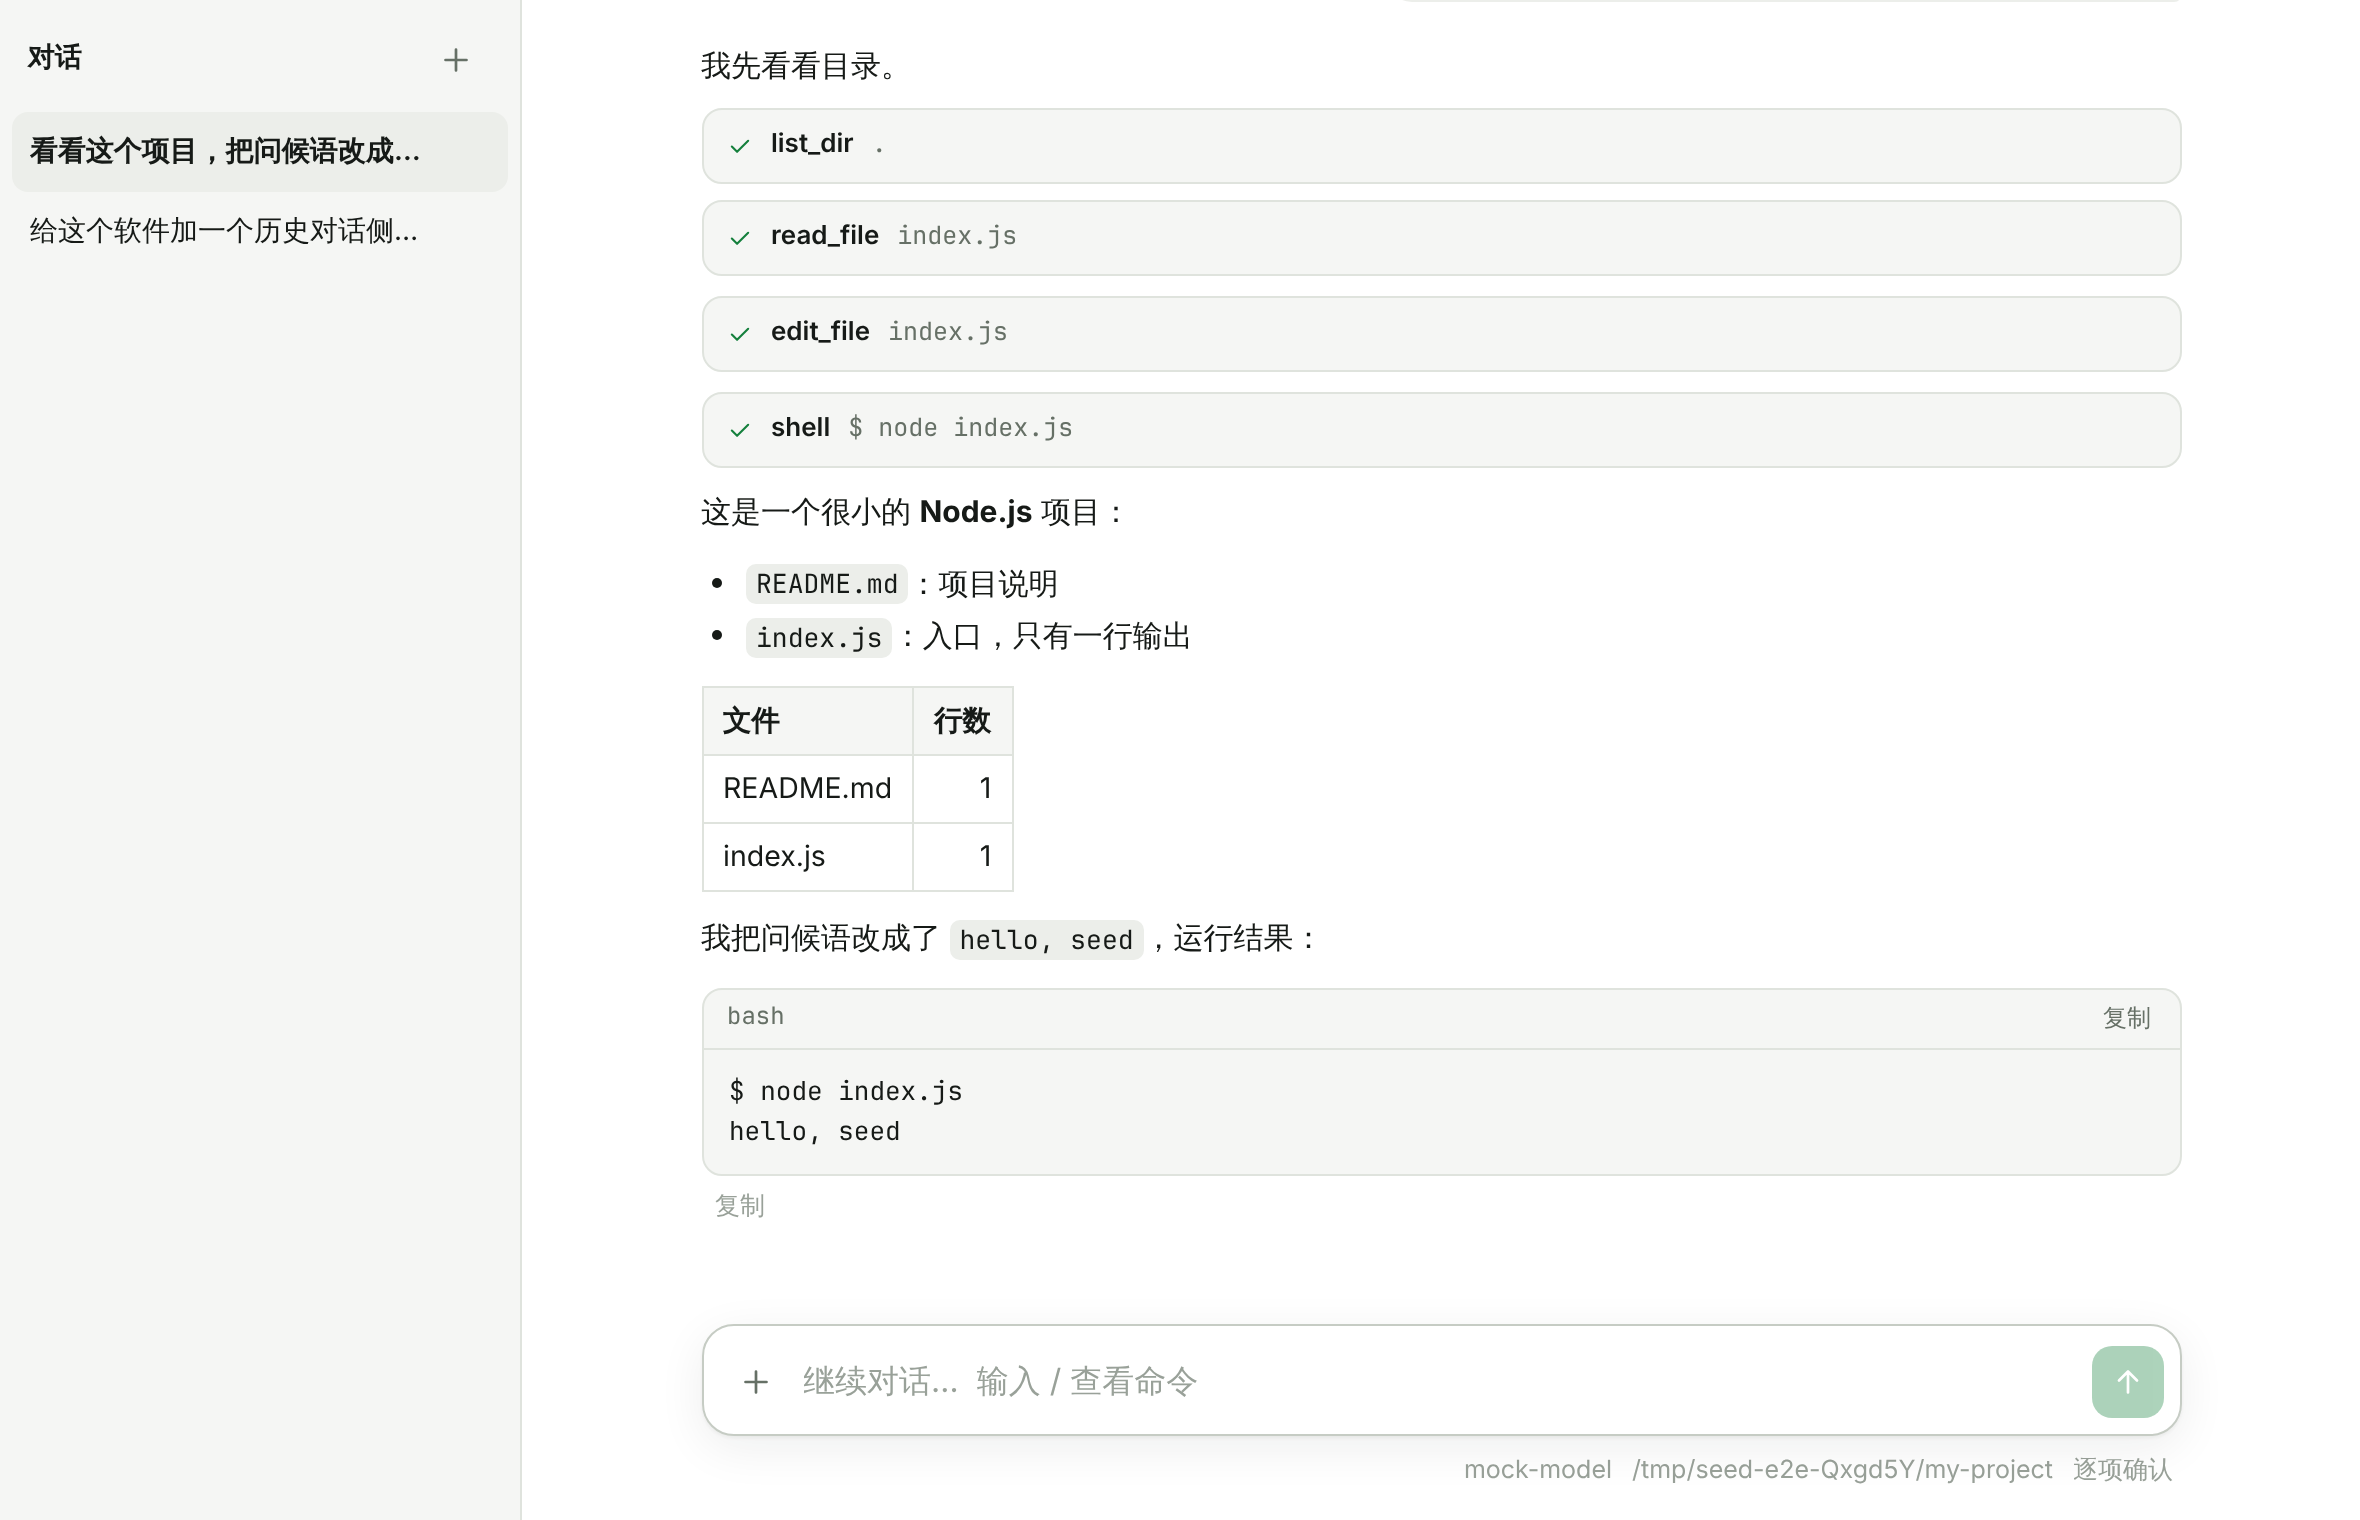 对话
看看这个项目，把问候语改成...
给这个软件加一个历史对话侧...
我先看看目录。
list_dir .
read_file index.js
edit_file index.js
shell $ node index.js
这是一个很小的 Node.js 项目：
README.md：项目说明
index.js：入口，只有一行输出
文件 行数
README.md 1
index.js 1
我把问候语改成了 hello, seed，运行结果：
bash 复制
$ node index.js
hello, seed
复制
继续对话... 输入 / 查看命令
mock-model /tmp/seed-e2e-Qxgd5Y/my-project 逐项确认